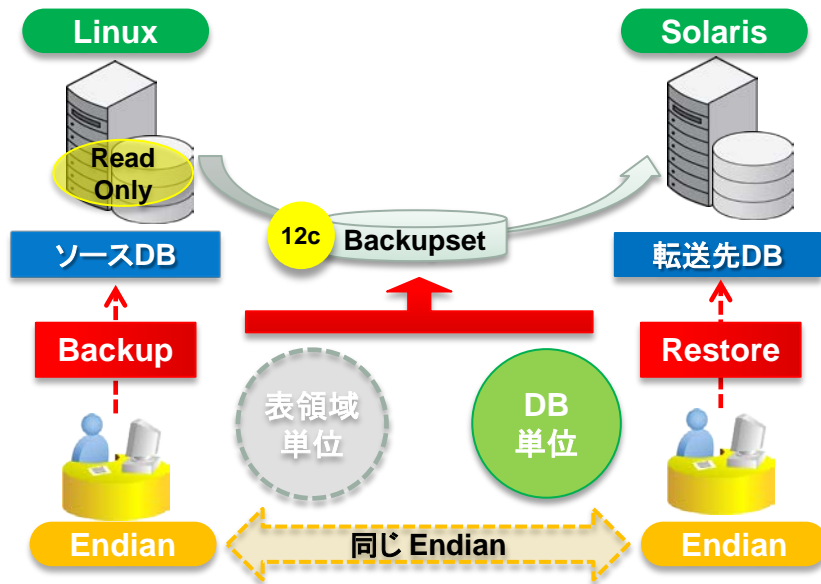 Linux
Solaris
Read
Only
12c
Backupset
ソースDB
転送先DB
Backup
Restore
表領域
単位
DB
単位
Endian
同じ Endian
Endian